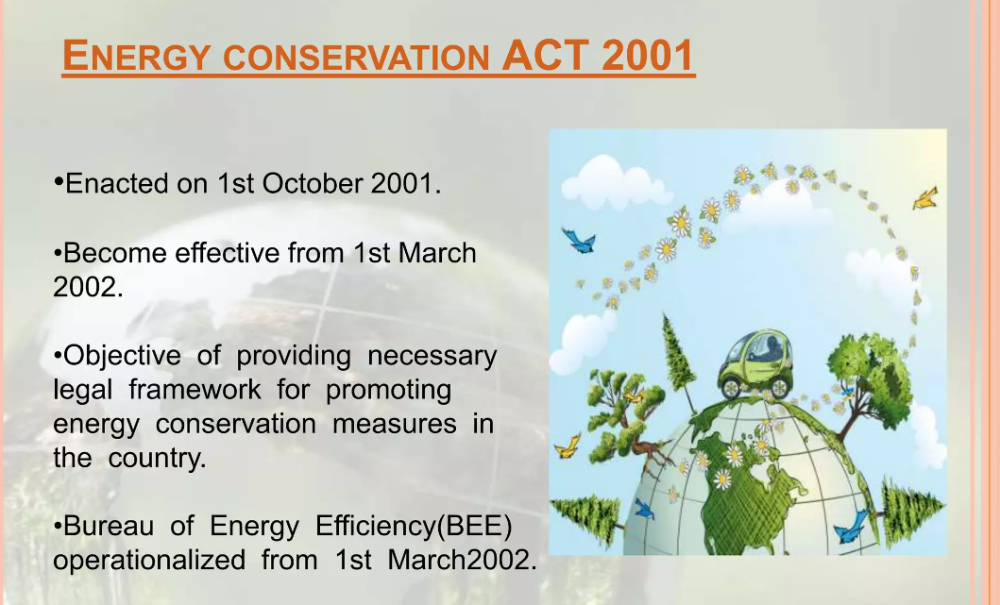 ENERGY CONSERVATION ACT 2001
•Enacted on 1st October 2001.
•Become effective from 1st March
2002.
•Objective of providing necessary
legal framework for promoting
energy conservation measures in
the country.
•Bureau of Energy Efficiency(BEE)
operationalized from 1st March2002.